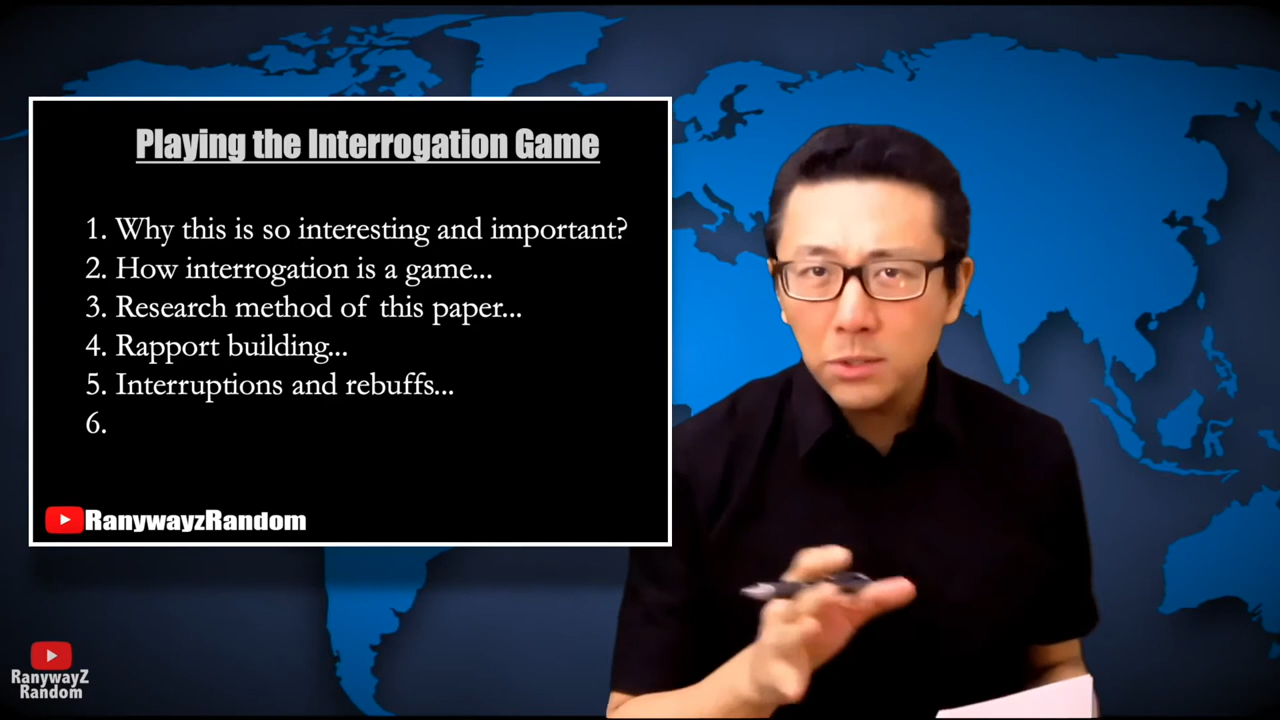 Playing the Interrogation Game
1. Why this is so interesting and important?
2. How interrogation is a game...
3. Research method of this paper...
4. Rapport building...
5. Interruptions and rebuffs...
6.
RanywayzRandom
RanywayZ
Random